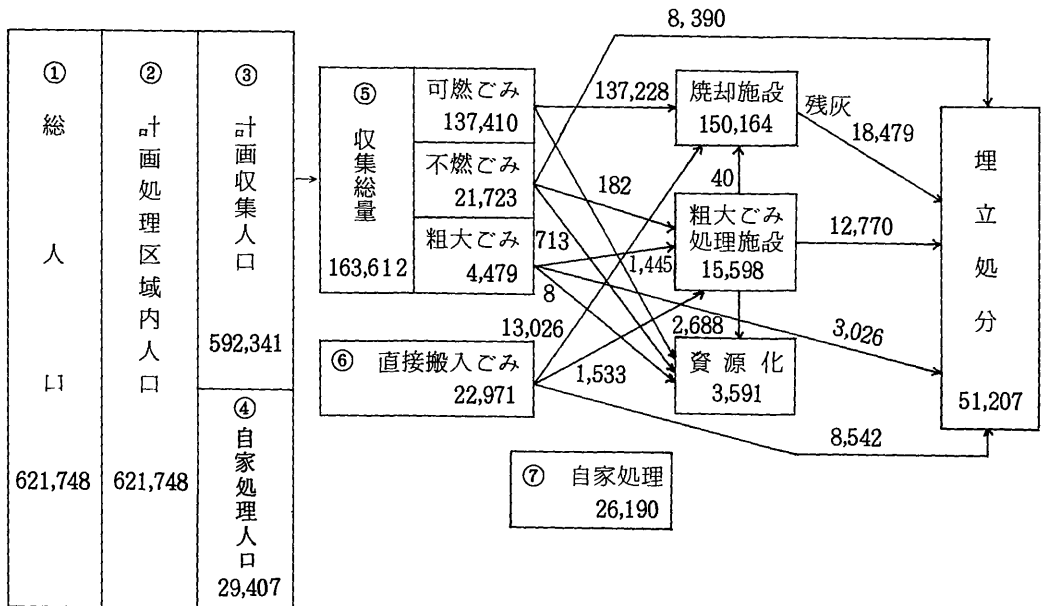 ① 総人口 621,748
② 計画処理区域内人口 621,748
③ 計画収集人口 592,341
④ 自家処理人口 29,407
⑤ 収集総量 163,612
可燃ごみ
137,410
不燃ごみ
21,723
粗大ごみ
4,479
⑥ 直接搬入ごみ
22,971
⑦ 自家処理
26,190
8,390
137,228
182
713
1,445
8
13,026
1,533
焼却施設
150,164
40
粗大ごみ
処理施設
15,598
2,688
資源化
3,591
残灰
18,479
12,770
3,026
8,542
埋立処分
51,207